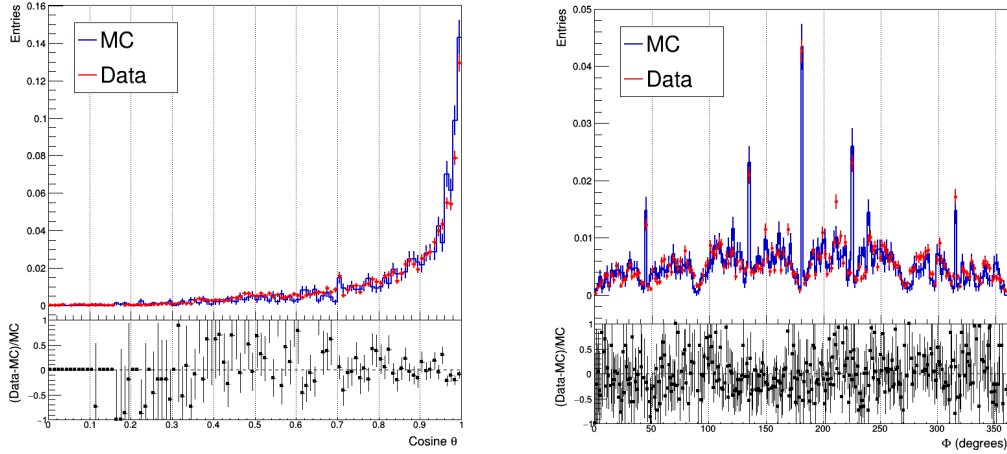 Entries
0.16
0.14
0.12
0.1
0.08
0.06
0.04
0.02
0
MC
Data
(Data-MC)/MC
1
0.5
0
−0.5
−1
0 0.1 0.2 0.3 0.4 0.5 0.6 0.7 0.8 0.9 1
Cosine θ
Entries
0.05
0.04
0.03
0.02
0.01
0
MC
Data
(Data-MC)/MC
1
0.5
0
−0.5
−1
0 50 100 150 200 250 300 350
Φ (degrees)